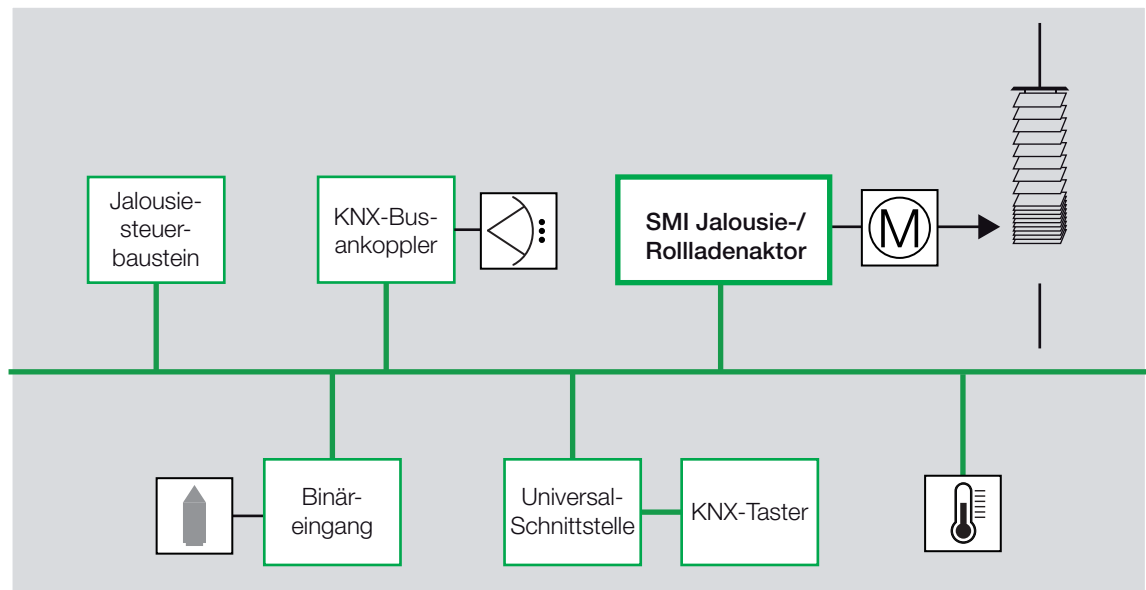 Jalousie-
steuer-
baustein
KNX-Bus-
ankoppler
SMI Jalousie-/
Rollladenaktor
M
Binär-
eingang
Universal-
Schnittstelle
KNX-Taster